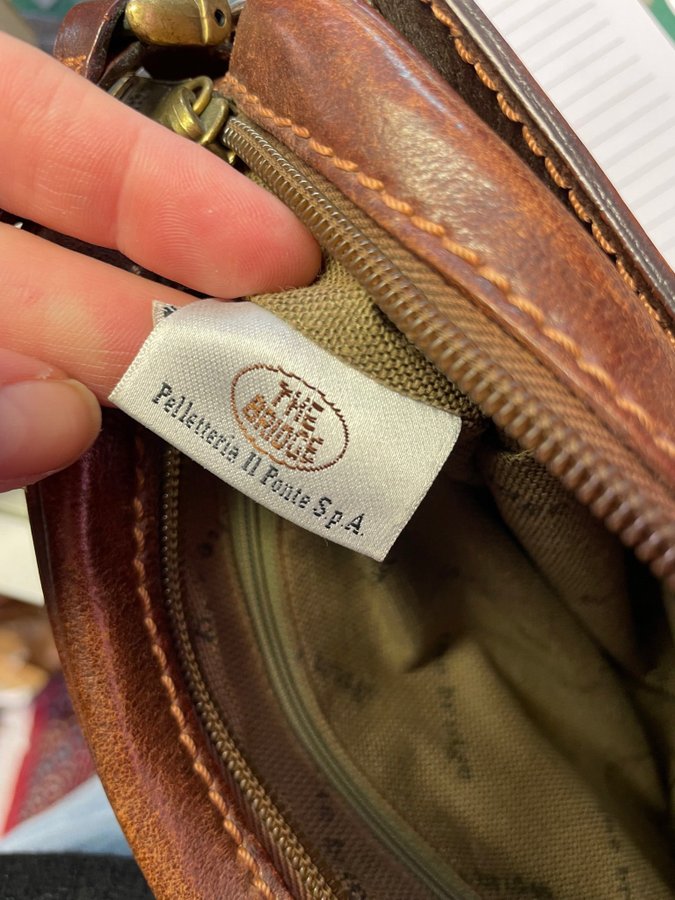 THE
BRIDGE
Pelletteria Il Ponte S.p.A.